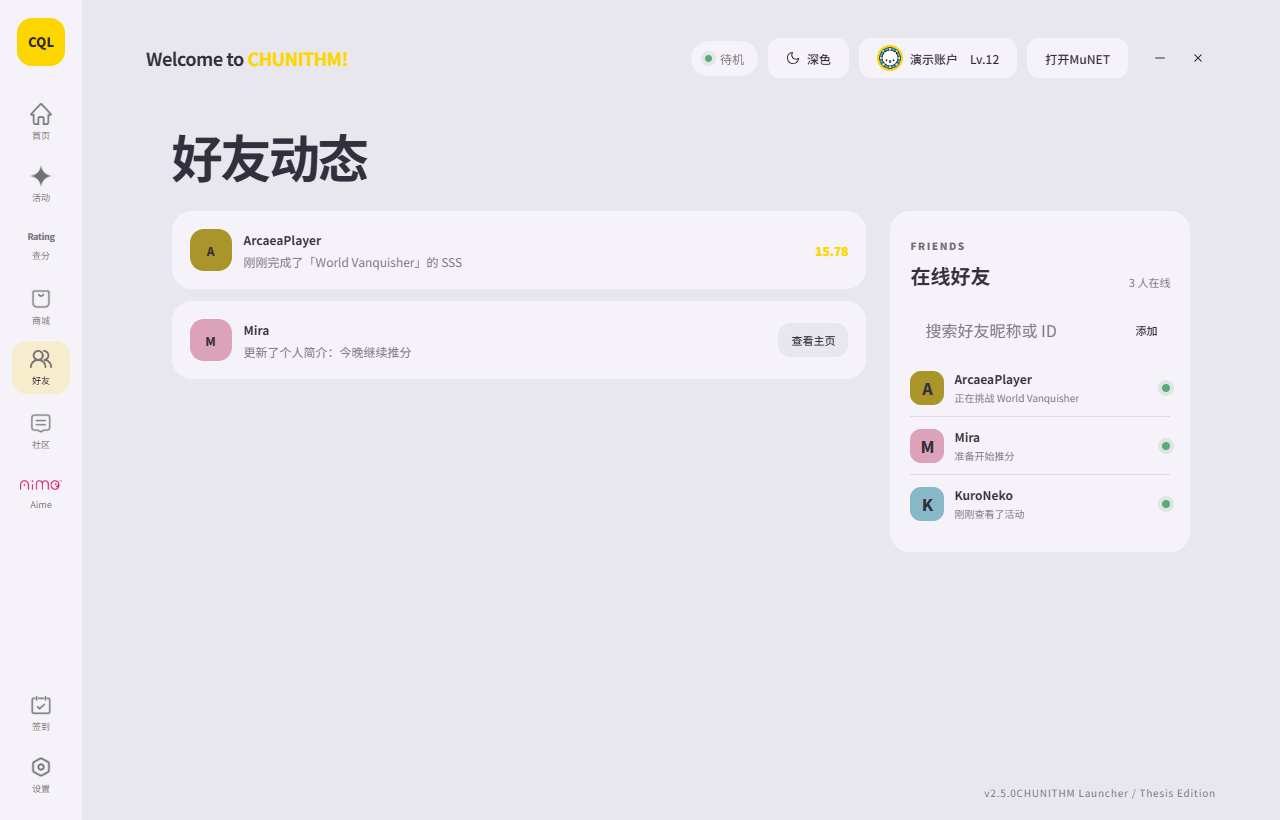 CQL
首页
活动
Rating
查分
商城
好友
社区
Aime
Aime
签到
设置
Welcome to CHUNITHM!
待机
深色
演示账户 Lv.12
打开MuNET
好友动态
A
ArcaeaPlayer
刚刚完成了「World Vanquisher」的 SSS
15.78
M
Mira
更新了个人简介：今晚继续推分
查看主页
FRIENDS
在线好友
3 人在线
搜索好友昵称或 ID
添加
A
ArcaeaPlayer
正在挑战 World Vanquisher
M
Mira
准备开始推分
K
KuroNeko
刚刚查看了活动
v2.5.0CHUNITHM Launcher / Thesis Edition